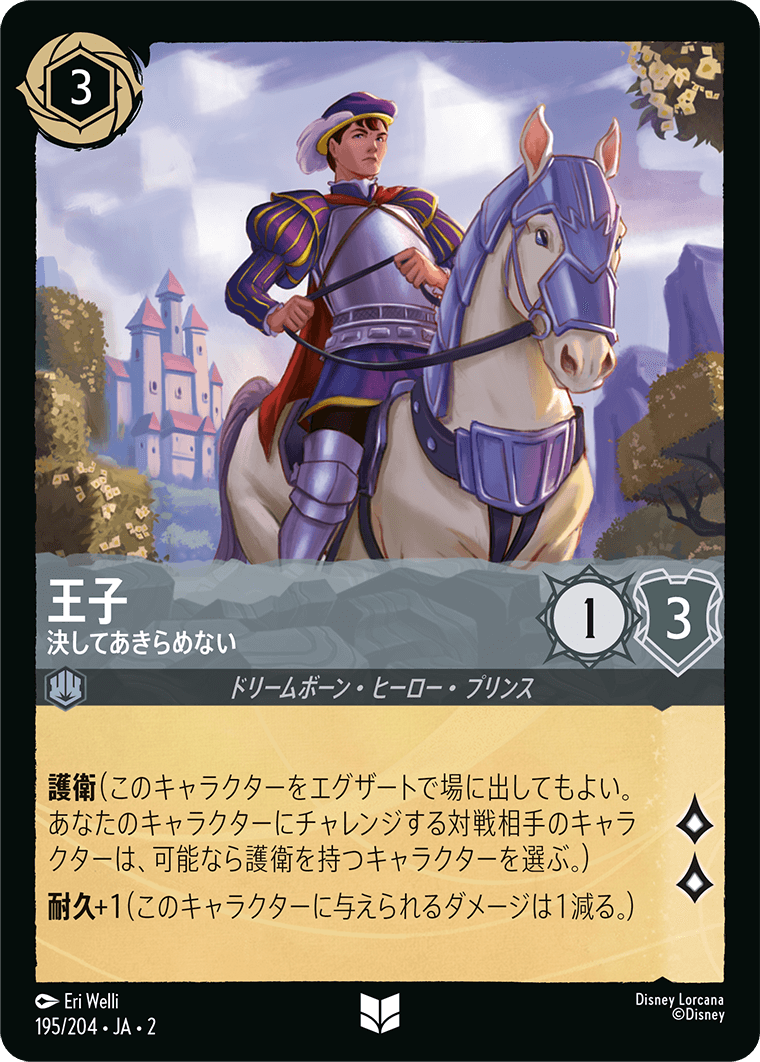 3
王子
決してあきらめない
1
3
ドリームボーン・ヒーロー・プリンス
護衛(このキャラクターをエグザートで場に出してもよい。
あなたのキャラクターにチャレンジする対戦相手のキャラ
クターは、可能なら護衛を持つキャラクターを選ぶ。)
耐久+1(このキャラクターに与えられるダメージは1減る。)
Eri Welli
195/204・JA・2
Disney Lorcana
©Disney